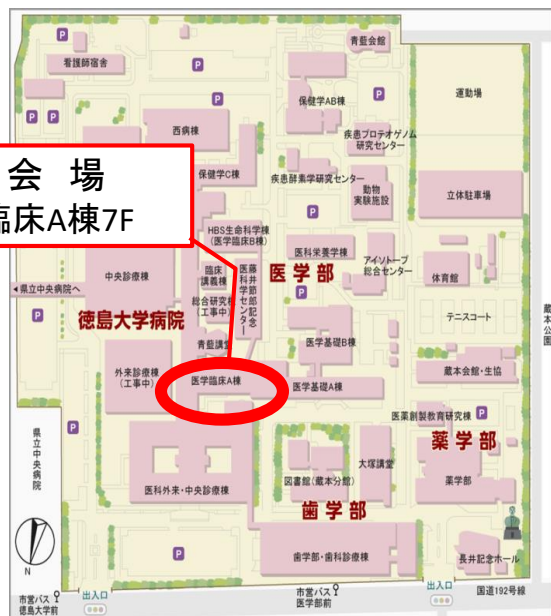 P
看護師宿舎
P
P
P
青藍会館
保健学AB棟
P
運動場
西病棟
疾患プロテオゲノム
研究センター
会 場
臨床A棟7F
保健学C棟
疾患酵素学研究センター
動物
実験施設
立体駐車場
HBS生命科学棟
(医学臨床B棟)
P
医科栄養学棟
アイソトープ
総合センター
体育館
医学部
中央診療棟
臨床
講義棟
藤井節郎記念
医科学センター
◀県立中央病院へ
P
総合研究棟
(工事中)
P
テニスコート
蔵本公園
徳島大学病院
青藍講堂
医学基礎B棟
外来診療棟
(工事中)
医学臨床A棟
医学基礎A棟
蔵本会館・生協
医薬創製教育研究棟
P
県立中央病院
P
薬学部
大塚講堂
医科外来・中央診療棟
図書館(蔵本分館)
薬学部
歯学部
N
P
歯学部・歯科診療棟
長井記念ホール
市営バス
徳島大学前
出入口
市営バス
医学部前
出入口
国道192号線